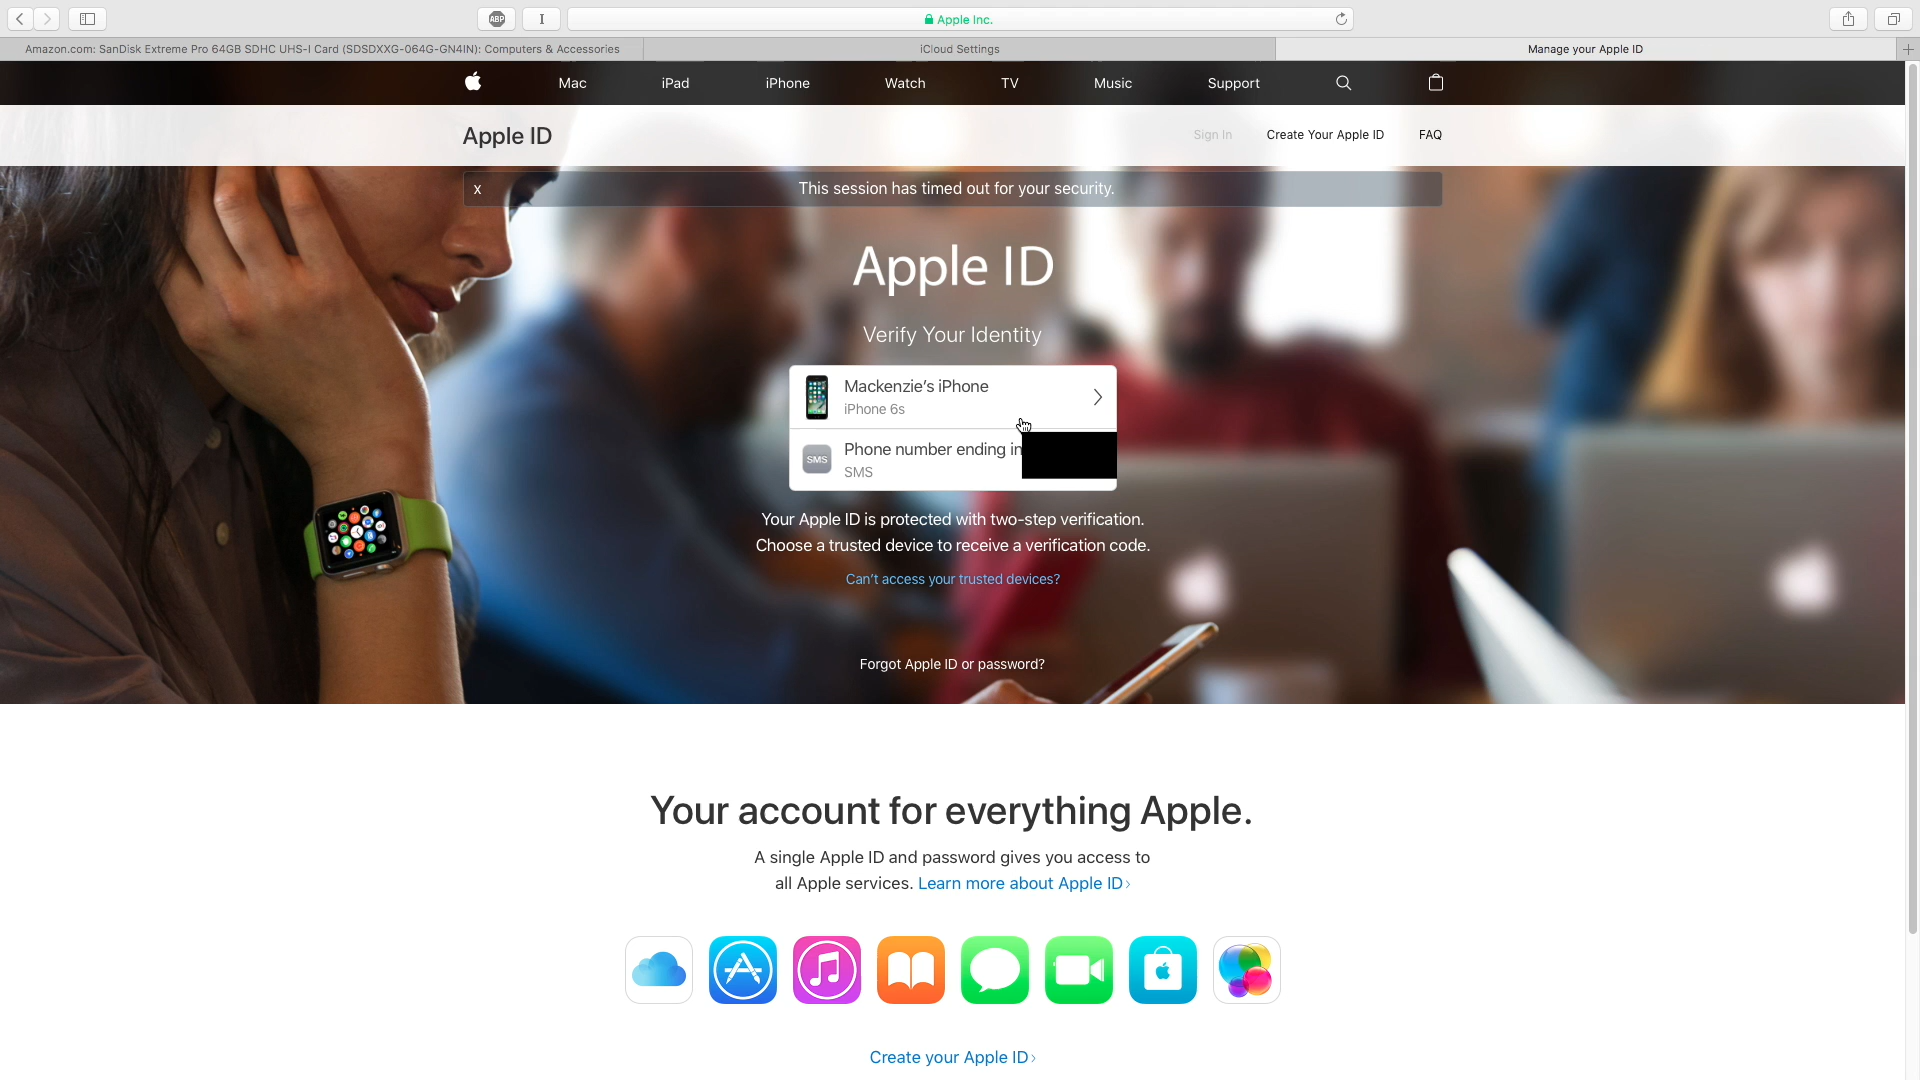 ABP
I
Apple Inc.
Amazon.com: SanDisk Extreme Pro 64GB SDHC UHS-I Card (SDSDXXG-064G-GN4IN): Computers & Accessories
iCloud Settings
Manage your Apple ID
Mac
iPad
iPhone
Watch
TV
Music
Support
Apple ID
Sign In
Create Your Apple ID
FAQ
x
This session has timed out for your security.
Apple ID
Verify Your Identity
Mackenzie's iPhone
iPhone 6s
SMS
Phone number ending in
SMS
Your Apple ID is protected with two-step verification.
Choose a trusted device to receive a verification code.
Can't access your trusted devices?
Forgot Apple ID or password?
Your account for everything Apple.
A single Apple ID and password gives you access to
all Apple services. Learn more about Apple ID ›
Create your Apple ID ›